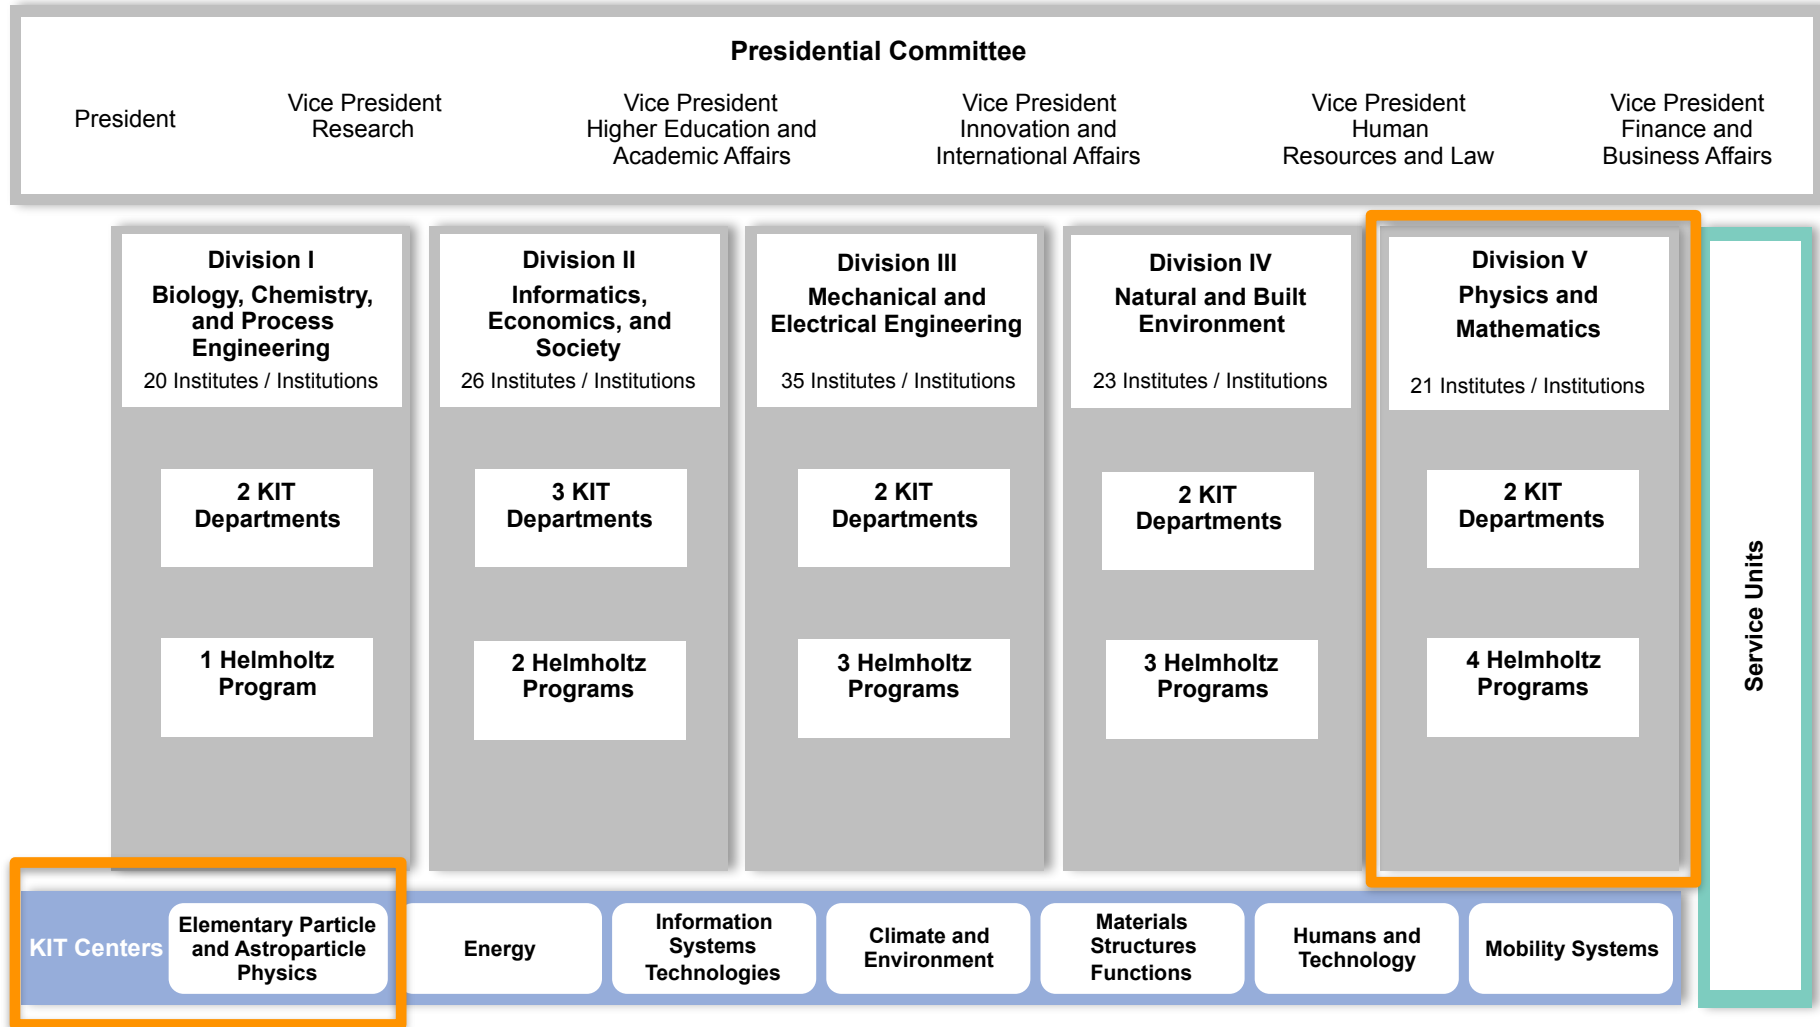 Presidential Committee
President
Vice President
Research
Vice President
Higher Education and
Academic Affairs
Vice President
Innovation and
International Affairs
Vice President
Human
Resources and Law
Vice President
Finance and
Business Affairs
Division I
Biology, Chemistry,
and Process
Engineering
20 Institutes / Institutions
2 KIT
Departments
1 Helmholtz
Program
Division II
Informatics,
Economics, and
Society
26 Institutes / Institutions
3 KIT
Departments
2 Helmholtz
Programs
Division III
Mechanical and
Electrical Engineering
35 Institutes / Institutions
2 KIT
Departments
3 Helmholtz
Programs
Division IV
Natural and Built
Environment
23 Institutes / Institutions
2 KIT
Departments
3 Helmholtz
Programs
Division V
Physics and
Mathematics
21 Institutes / Institutions
2 KIT
Departments
4 Helmholtz
Programs
Service Units
KIT Centers
Elementary Particle
and Astroparticle
Physics
Energy
Information
Systems
Technologies
Climate and
Environment
Materials
Structures
Functions
Humans and
Technology
Mobility Systems